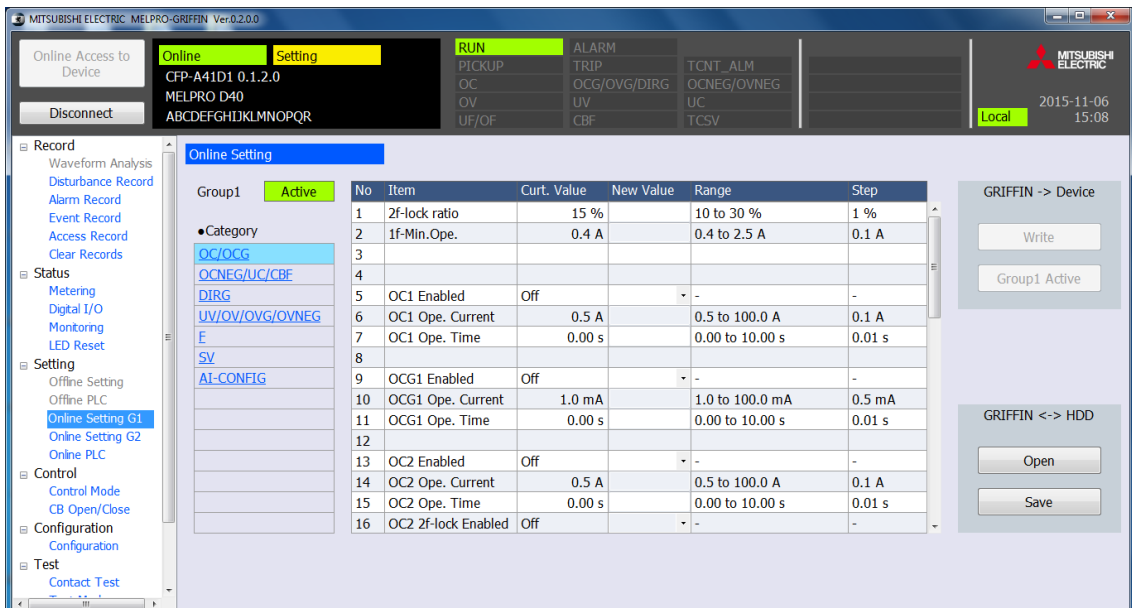 MITSUBISHI ELECTRIC MELPRO-GRIFFIN Ver.0.2.0.0
Online Access to Device
Disconnect
Online Setting
CFP-A41D1 0.1.2.0
MELPRO D40
ABCDEFGHIJKLMNOPQR
RUN ALARM
PICKUP TRIP TCNT_ALM
OC OCG/OVG/DIRG OCNEG/OVNEG
OV UV UC
UF/OF CBF TCSV
MITSUBISHI
ELECTRIC
2015-11-06
Local 15:08
Record
Waveform Analysis
Disturbance Record
Alarm Record
Event Record
Access Record
Clear Records
Status
Metering
Digital I/O
Monitoring
LED Reset
Setting
Offline Setting
Offline PLC
Online Setting G1
Online Setting G2
Online PLC
Control
Control Mode
CB Open/Close
Configuration
Configuration
Test
Contact Test
Online Setting
Group1 Active
●Category
OC/OCG
OCNEG/UC/CBF
DIRG
UV/OV/OVG/OVNEG
F
SV
AI-CONFIG
No Item Curt. Value New Value Range Step
1 2f-lock ratio 15 % 10 to 30 % 1 %
2 1f-Min.Ope. 0.4 A 0.4 to 2.5 A 0.1 A
3
4
5 OC1 Enabled Off - -
6 OC1 Ope. Current 0.5 A 0.5 to 100.0 A 0.1 A
7 OC1 Ope. Time 0.00 s 0.00 to 10.00 s 0.01 s
8
9 OCG1 Enabled Off - -
10 OCG1 Ope. Current 1.0 mA 1.0 to 100.0 mA 0.5 mA
11 OCG1 Ope. Time 0.00 s 0.00 to 10.00 s 0.01 s
12
13 OC2 Enabled Off - -
14 OC2 Ope. Current 0.5 A 0.5 to 100.0 A 0.1 A
15 OC2 Ope. Time 0.00 s 0.00 to 10.00 s 0.01 s
16 OC2 2f-lock Enabled Off - -
GRIFFIN -> Device
Write
Group1 Active
GRIFFIN <-> HDD
Open
Save